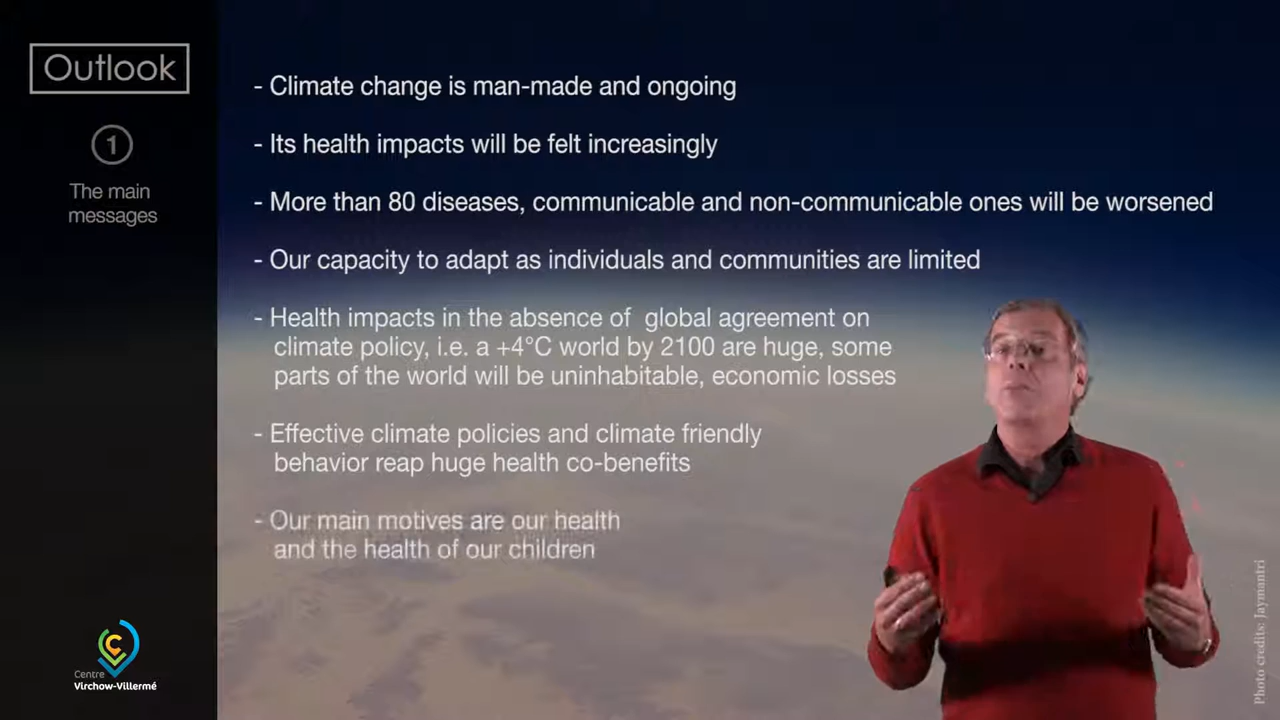 Outlook
1
The main
messages
- Climate change is man-made and ongoing
- Its health impacts will be felt increasingly
- More than 80 diseases, communicable and non-communicable ones will be worsened
- Our capacity to adapt as individuals and communities are limited
- Health impacts in the absence of global agreement on
climate policy, i.e. a +4°C world by 2100 are huge, some
parts of the world will be uninhabitable, economic losses
- Effective climate policies and climate friendly
behavior reap huge health co-benefits
- Our main motives are our health
and the health of our children
C
Centre
Virchow-Villermé
Photo credits: Jaymantri